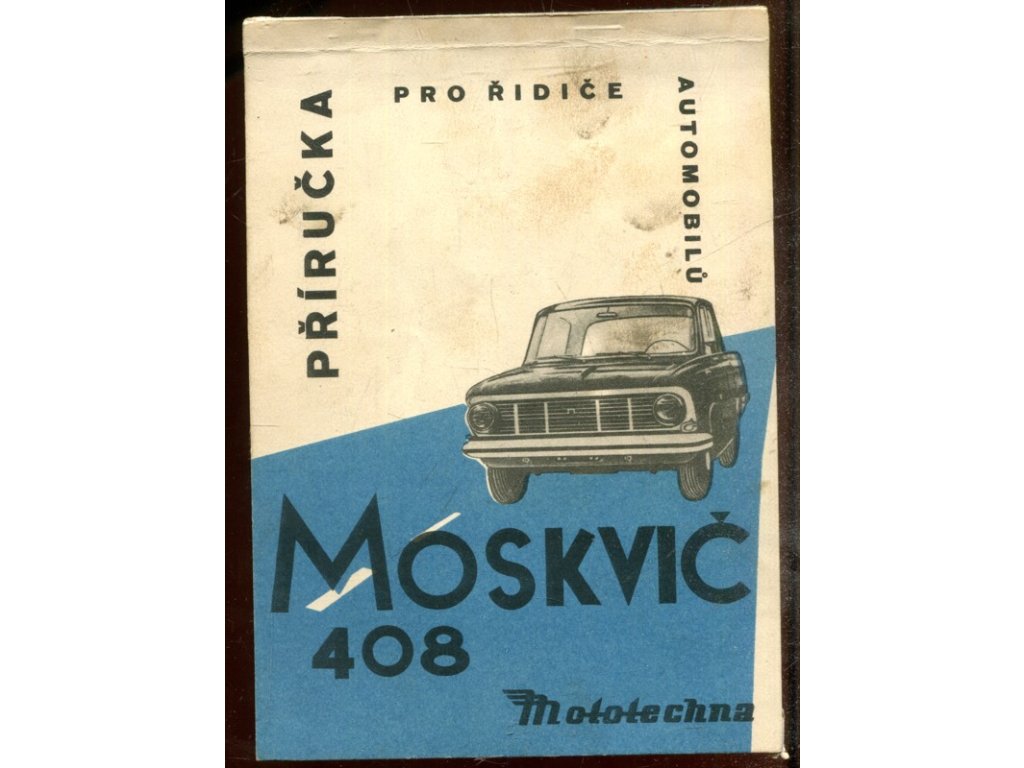 PŘÍRUČKA
PRO ŘIDIČE
AUTOMOBILŮ
MOSKVIČ
408
Mototechna